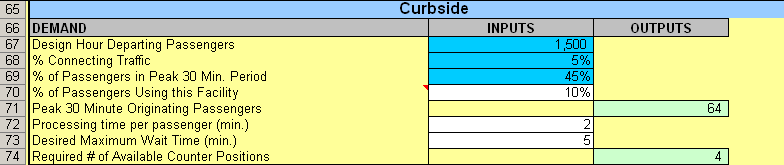 65 Curbside
66 DEMAND INPUTS OUTPUTS
67 Design Hour Departing Passengers 1,500
68 % Connecting Traffic 5%
69 % of Passengers in Peak 30 Min. Period 45%
70 % of Passengers Using this Facility 10%
71 Peak 30 Minute Originating Passengers 64
72 Processing time per passenger (min.) 2
73 Desired Maximum Wait Time (min.) 5
74 Required # of Available Counter Positions 4